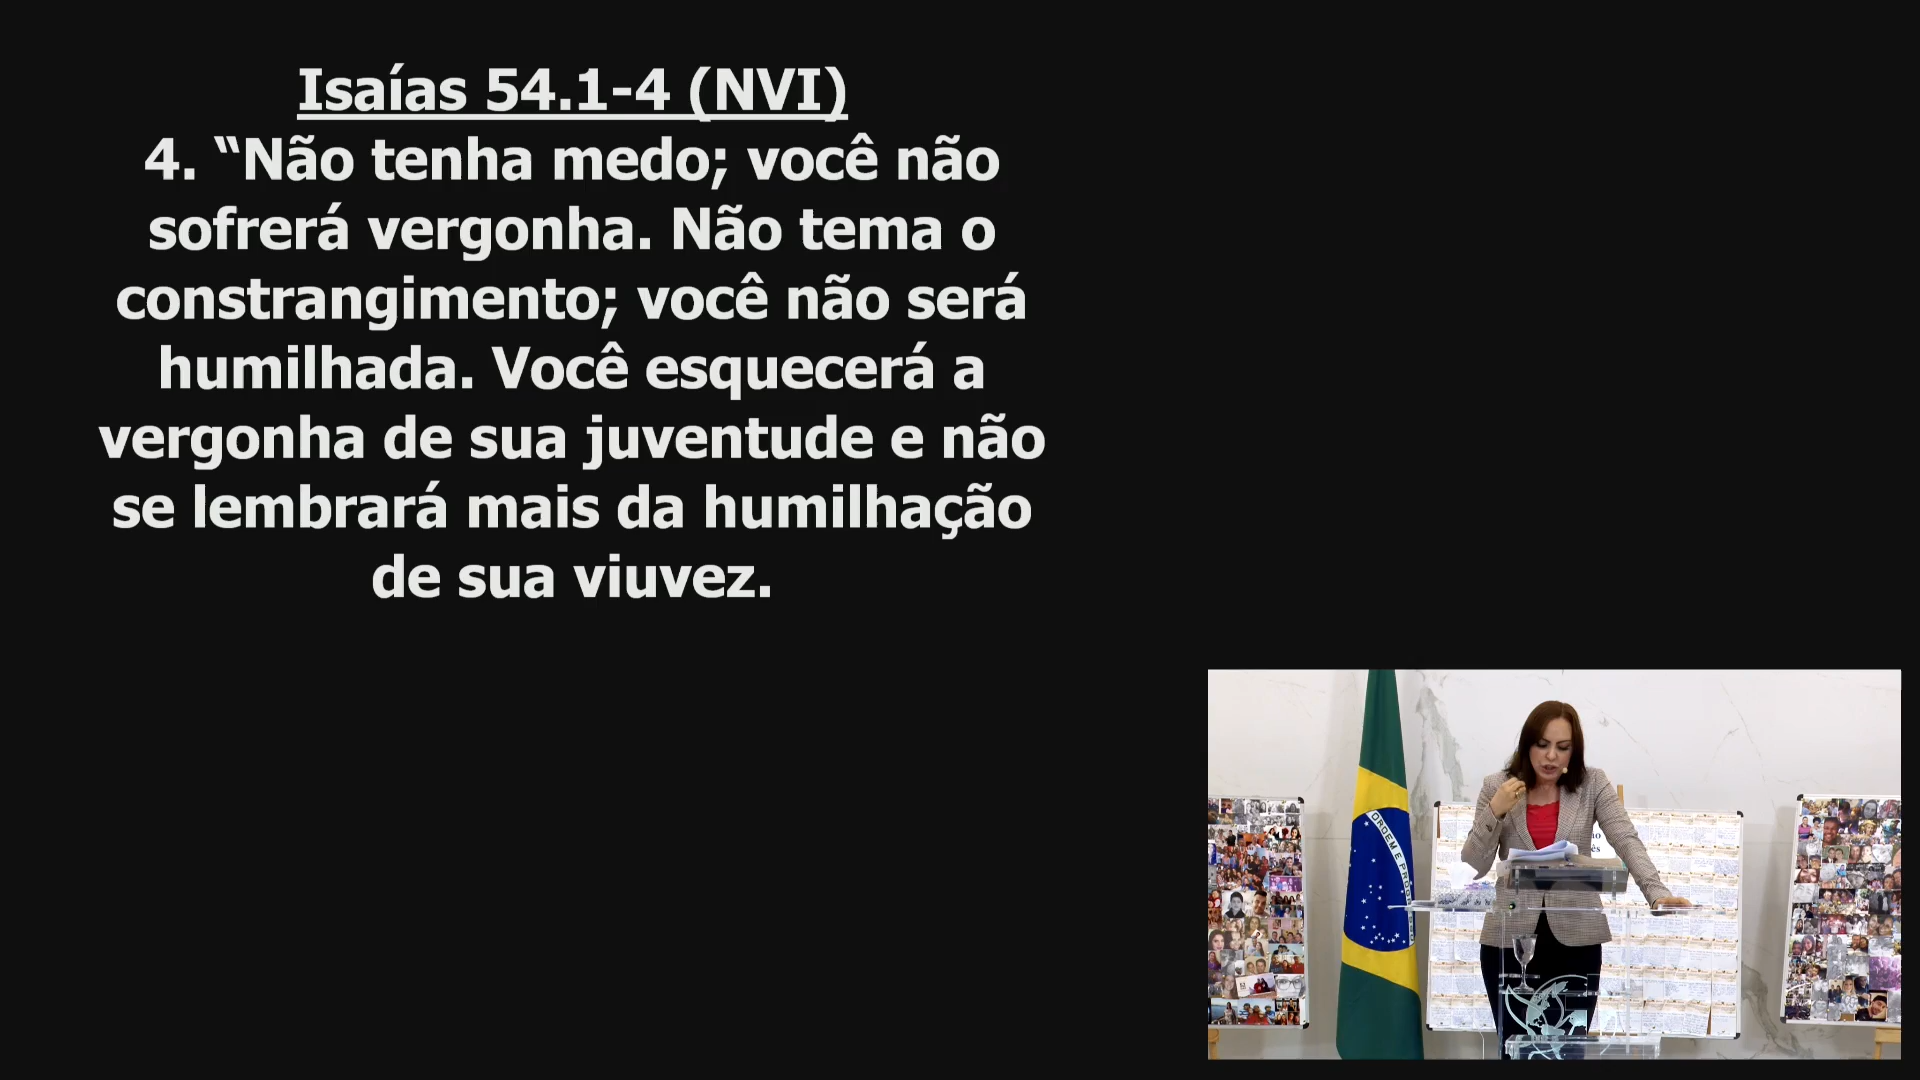 Isaías 54.1-4 (NVI)
4. “Não tenha medo; você não
sofrerá vergonha. Não tema o
constrangimento; você não será
humilhada. Você esquecerá a
vergonha de sua juventude e não
se lembrará mais da humilhação
de sua viuvez.
ORDEM E PRO